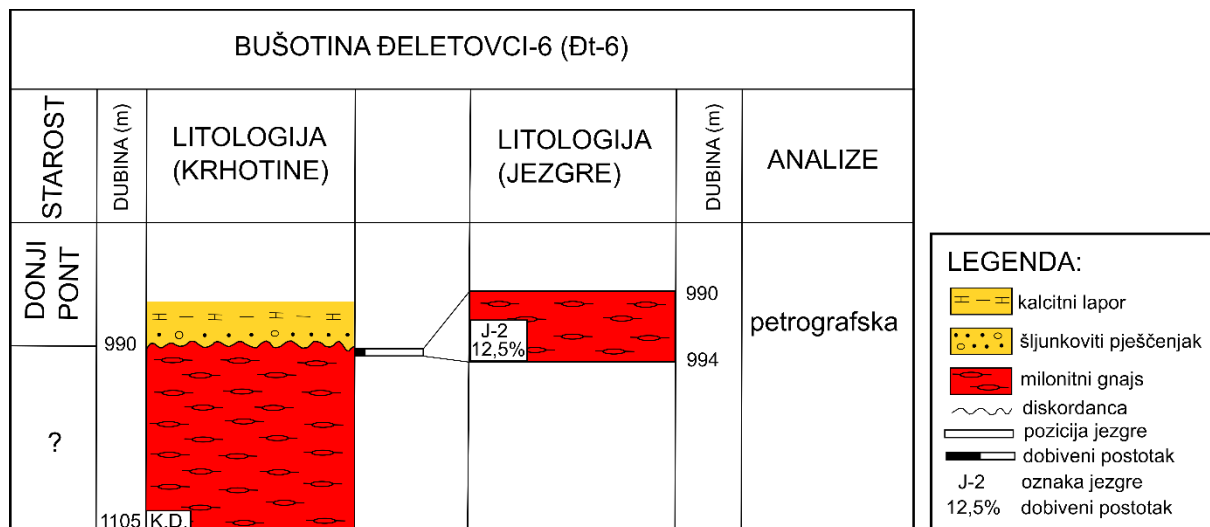 BUŠOTINA ĐELETOVCI-6 (Đt-6)
STAROST
DUBINA (m)
LITOLOGIJA
(KRHOTINE)
LITOLOGIJA
(JEZGRE)
DUBINA (m)
ANALIZE
DONJI
PONT
990
?
1105
K.D.
J-2
12,5%
990
994
petrografska
LEGENDA:
kalcitni lapor
šljunkoviti pješčenjak
milonitni gnajs
diskordanca
pozicija jezgre
dobiveni postotak
J-2 oznaka jezgre
12,5% dobiveni postotak